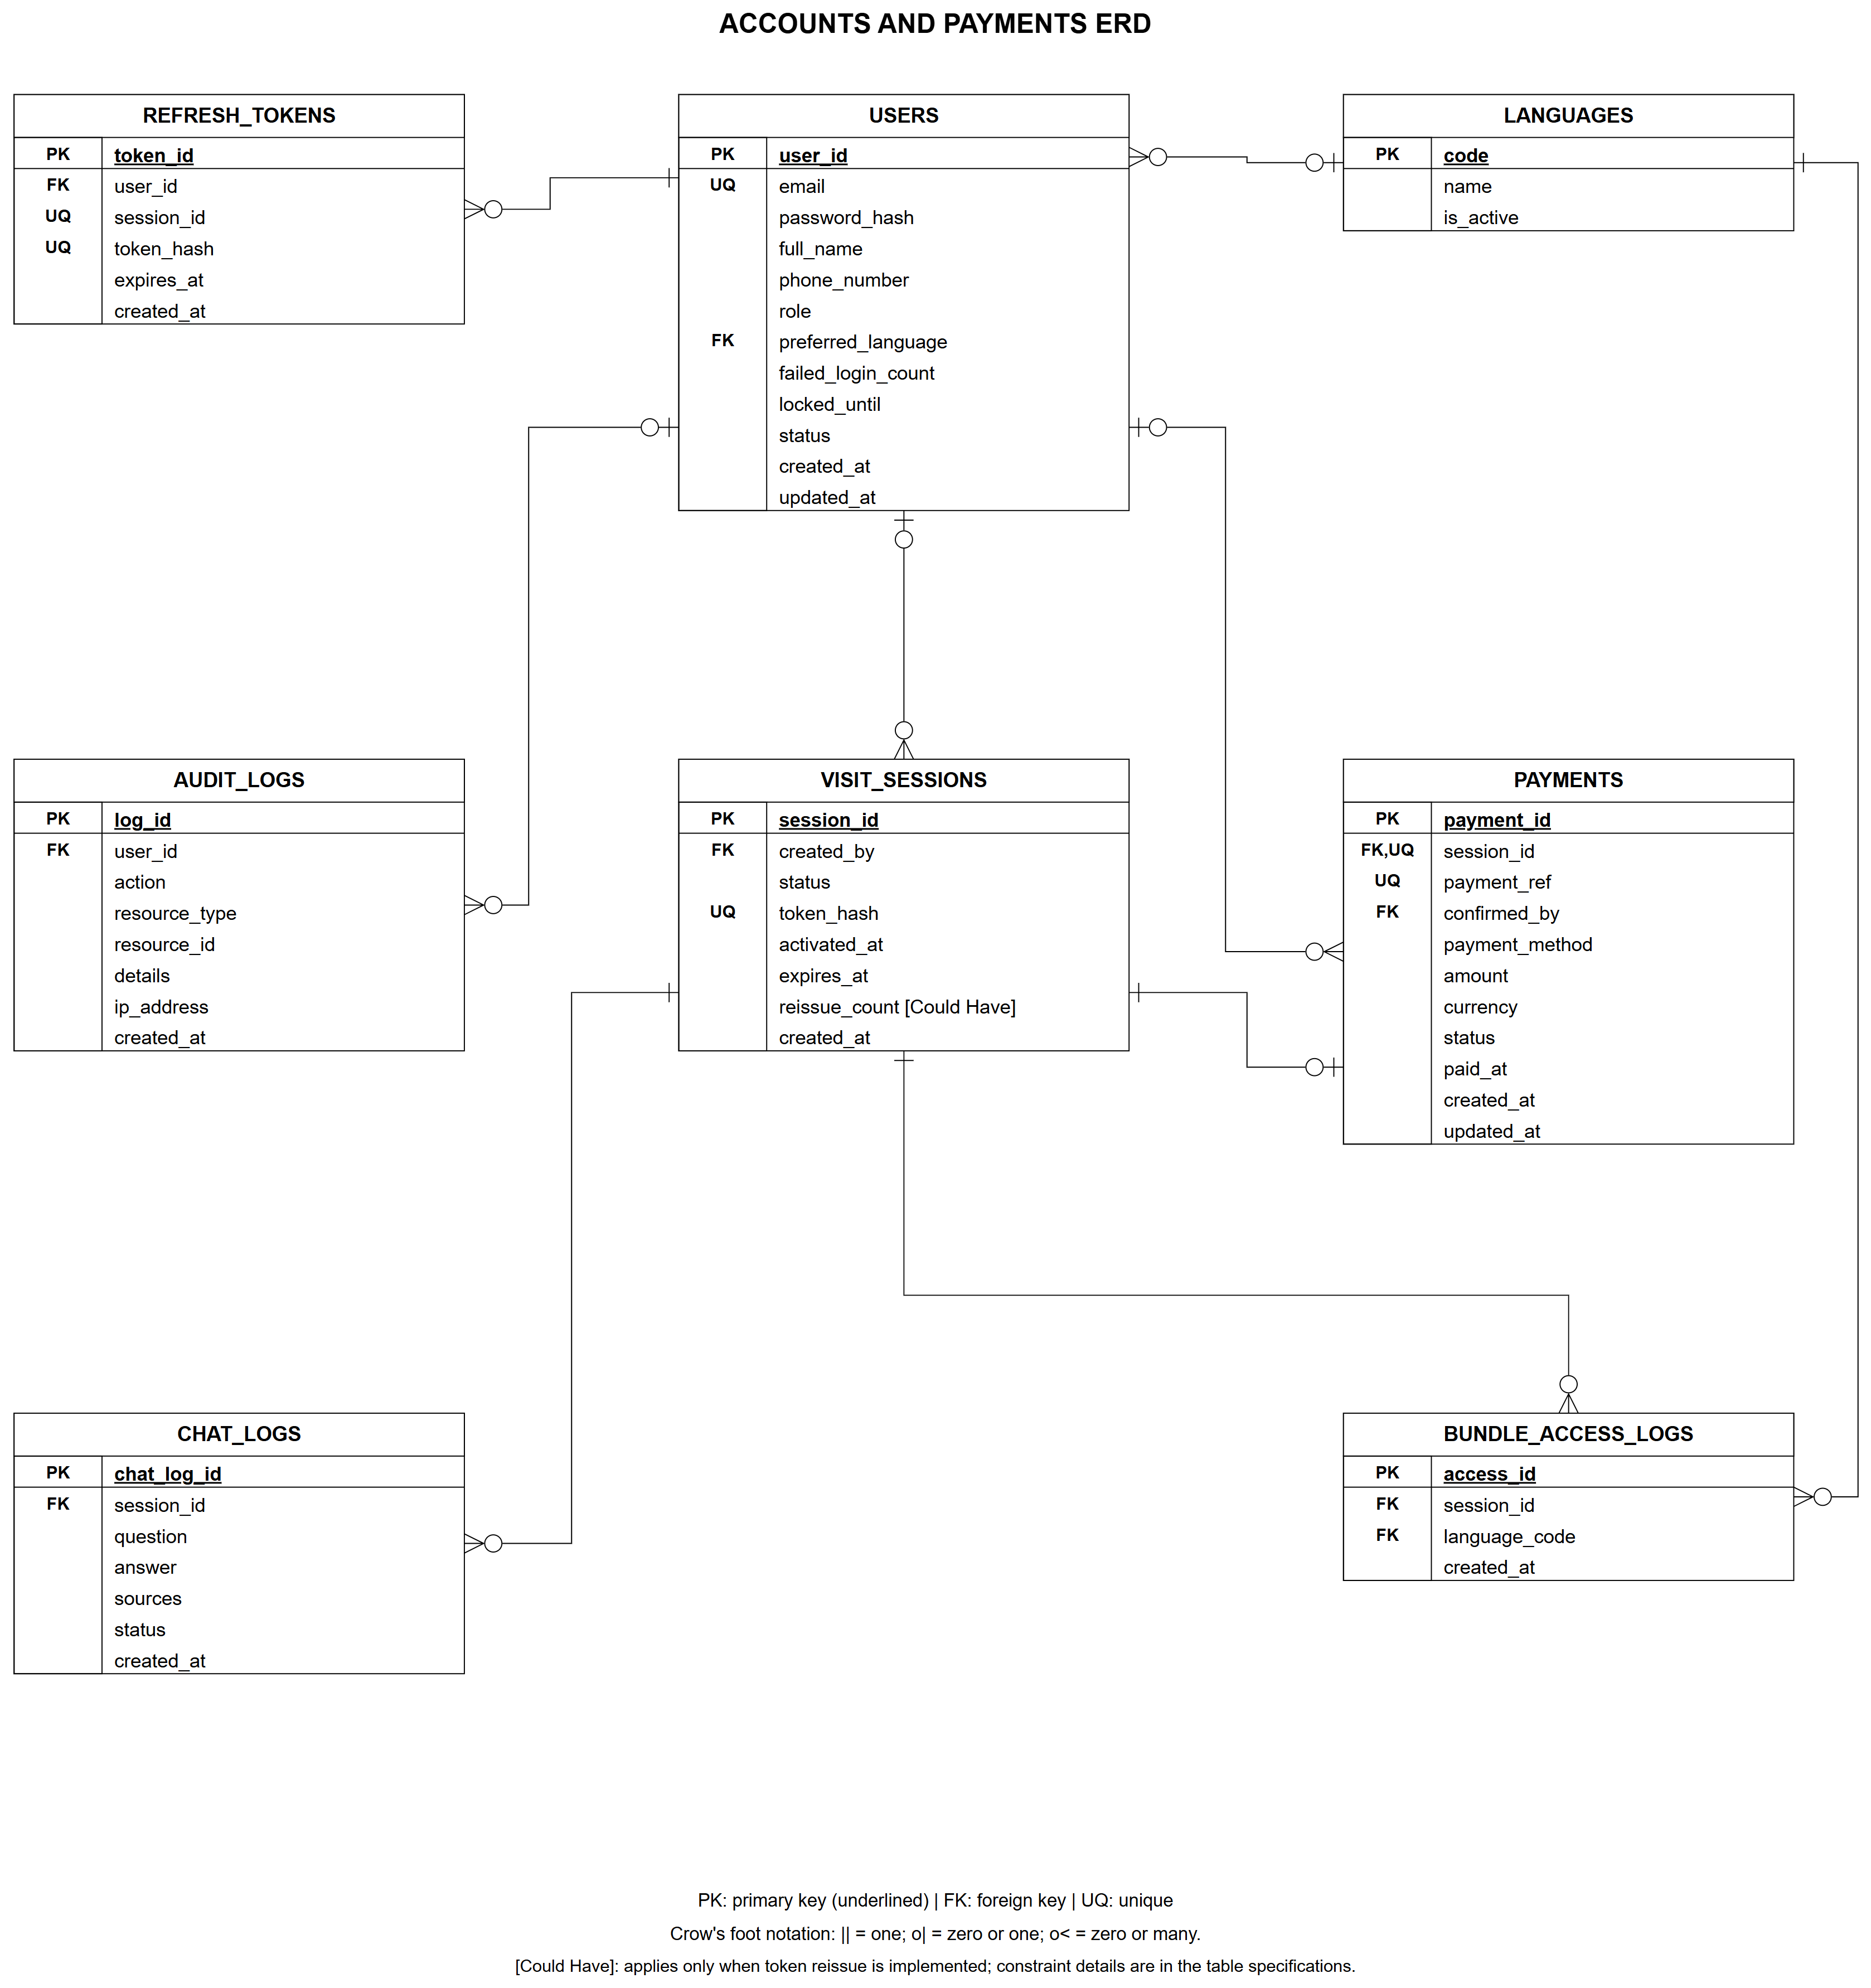 ACCOUNTS AND PAYMENTS ERD
REFRESH_TOKENS
PK token_id
FK user_id
UQ session_id
UQ token_hash
expires_at
created_at
USERS
PK user_id
UQ email
password_hash
full_name
phone_number
role
FK preferred_language
failed_login_count
locked_until
status
created_at
updated_at
LANGUAGES
PK code
name
is_active
AUDIT_LOGS
PK log_id
FK user_id
action
resource_type
resource_id
details
ip_address
created_at
VISIT_SESSIONS
PK session_id
FK created_by
status
UQ token_hash
activated_at
expires_at
reissue_count [Could Have]
created_at
PAYMENTS
PK payment_id
FK,UQ session_id
UQ payment_ref
FK confirmed_by
payment_method
amount
currency
status
paid_at
created_at
updated_at
CHAT_LOGS
PK chat_log_id
FK session_id
question
answer
sources
status
created_at
BUNDLE_ACCESS_LOGS
PK access_id
FK session_id
FK language_code
created_at
PK: primary key (underlined) | FK: foreign key | UQ: unique
Crow's foot notation: || = one; o| = zero or one; o< = zero or many.
[Could Have]: applies only when token reissue is implemented; constraint details are in the table specifications.